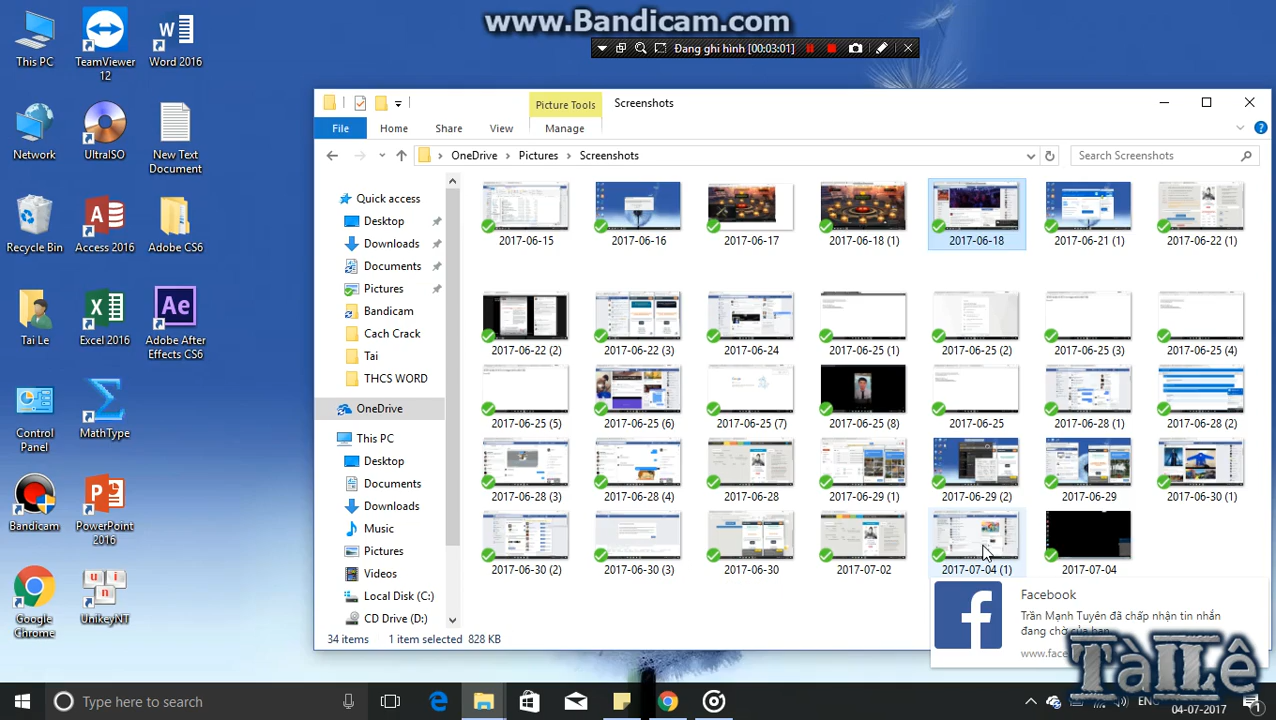 www.Bandicam.com
Đang ghi hình [00:03:01]
This PC
TeamViewer 12
Word 2016
Network
UltraISO
New Text Document
Recycle Bin
Access 2016
Adobe CS6
Tai Le
Excel 2016
Adobe After Effects CS6
Control Panel
MathType
Bandicam
PowerPoint 2016
Google Chrome
UnikeyNT
Picture Tools
Screenshots
File
Home
Share
View
Manage
OneDrive
Pictures
Screenshots
Search Screenshots
Quick access
Desktop
Downloads
Documents
Pictures
Bandicam
Cach Crack
Tai
THCS WORD
OneDrive
This PC
Desktop
Documents
Downloads
Music
Pictures
Videos
Local Disk (C:)
CD Drive (D:)
2017-06-15
2017-06-16
2017-06-17
2017-06-18 (1)
2017-06-18
2017-06-21 (1)
2017-06-22 (1)
2017-06-22 (2)
2017-06-22 (3)
2017-06-24
2017-06-25 (1)
2017-06-25 (2)
2017-06-25 (3)
2017-06-25 (4)
2017-06-25 (5)
2017-06-25 (6)
2017-06-25 (7)
2017-06-25 (8)
2017-06-25
2017-06-28 (1)
2017-06-28 (2)
2017-06-28 (3)
2017-06-28 (4)
2017-06-28
2017-06-29 (1)
2017-06-29 (2)
2017-06-29
2017-06-30 (1)
2017-06-30 (2)
2017-06-30 (3)
2017-06-30
2017-07-02
2017-07-04 (1)
2017-07-04
34 items
1 item selected 828 KB
Facebook
Trần Mạnh Tuyên đã chấp nhận tin nhắn
đang chờ của bạn
TàiLê
Type here to search
ENG
04-07-2017